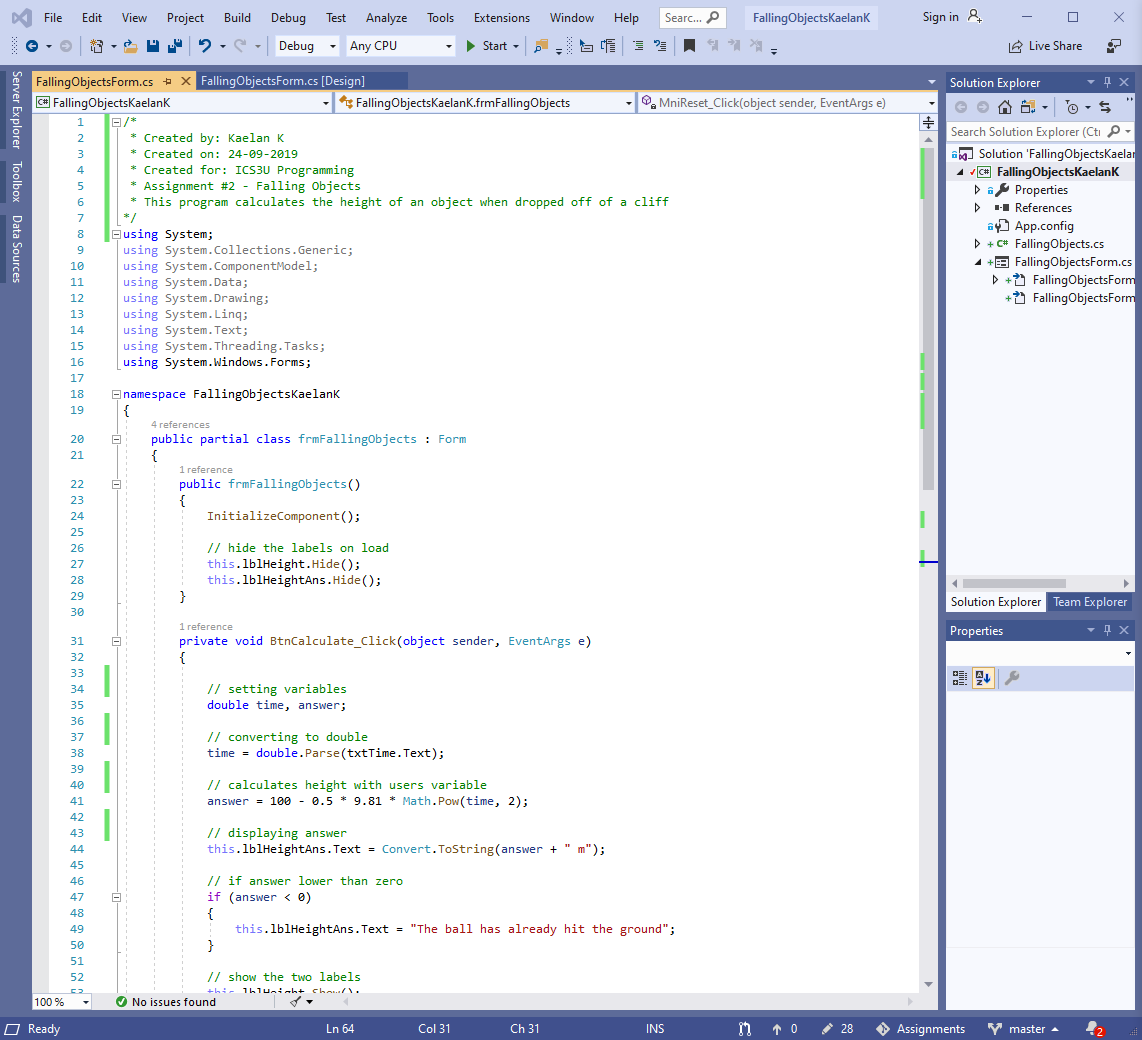 File Edit View Project Build Debug Test Analyze Tools Extensions Window Help Search... FallingObjectsKaelanK Sign in
Debug Any CPU Start Live Share
Server Explorer
Toolbox
Data Sources
FallingObjectsForm.cs FallingObjectsForm.cs [Design]
C# FallingObjectsKaelanK FallingObjectsKaelanK.frmFallingObjects MniReset_Click(object sender, EventArgs e)
1 /*
2 * Created by: Kaelan K
3 * Created on: 24-09-2019
4 * Created for: ICS3U Programming
5 * Assignment #2 - Falling Objects
6 * This program calculates the height of an object when dropped off of a cliff
7 */
8 using System;
9 using System.Collections.Generic;
10 using System.ComponentModel;
11 using System.Data;
12 using System.Drawing;
13 using System.Linq;
14 using System.Text;
15 using System.Threading.Tasks;
16 using System.Windows.Forms;
17
18 namespace FallingObjectsKaelanK
19 {
4 references
20 public partial class frmFallingObjects : Form
21 {
1 reference
22 public frmFallingObjects()
23 {
24 InitializeComponent();
25
26 // hide the labels on load
27 this.lblHeight.Hide();
28 this.lblHeightAns.Hide();
29 }
30
1 reference
31 private void BtnCalculate_Click(object sender, EventArgs e)
32 {
33
34 // setting variables
35 double time, answer;
36
37 // converting to double
38 time = double.Parse(txtTime.Text);
39
40 // calculates height with users variable
41 answer = 100 - 0.5 * 9.81 * Math.Pow(time, 2);
42
43 // displaying answer
44 this.lblHeightAns.Text = Convert.ToString(answer + " m");
45
46 // if answer lower than zero
47 if (answer < 0)
48 {
49 this.lblHeightAns.Text = "The ball has already hit the ground";
50 }
51
52 // show the two labels
53 this.lblHeight.Show();
100 % No issues found
Solution Explorer
Search Solution Explorer (Ctr
Solution 'FallingObjectsKaelan
C# FallingObjectsKaelanK
Properties
References
App.config
C# FallingObjects.cs
FallingObjectsForm.cs
FallingObjectsForm
FallingObjectsForm
Solution Explorer Team Explorer
Properties
Ready Ln 64 Col 31 Ch 31 INS 0 28 Assignments master 2